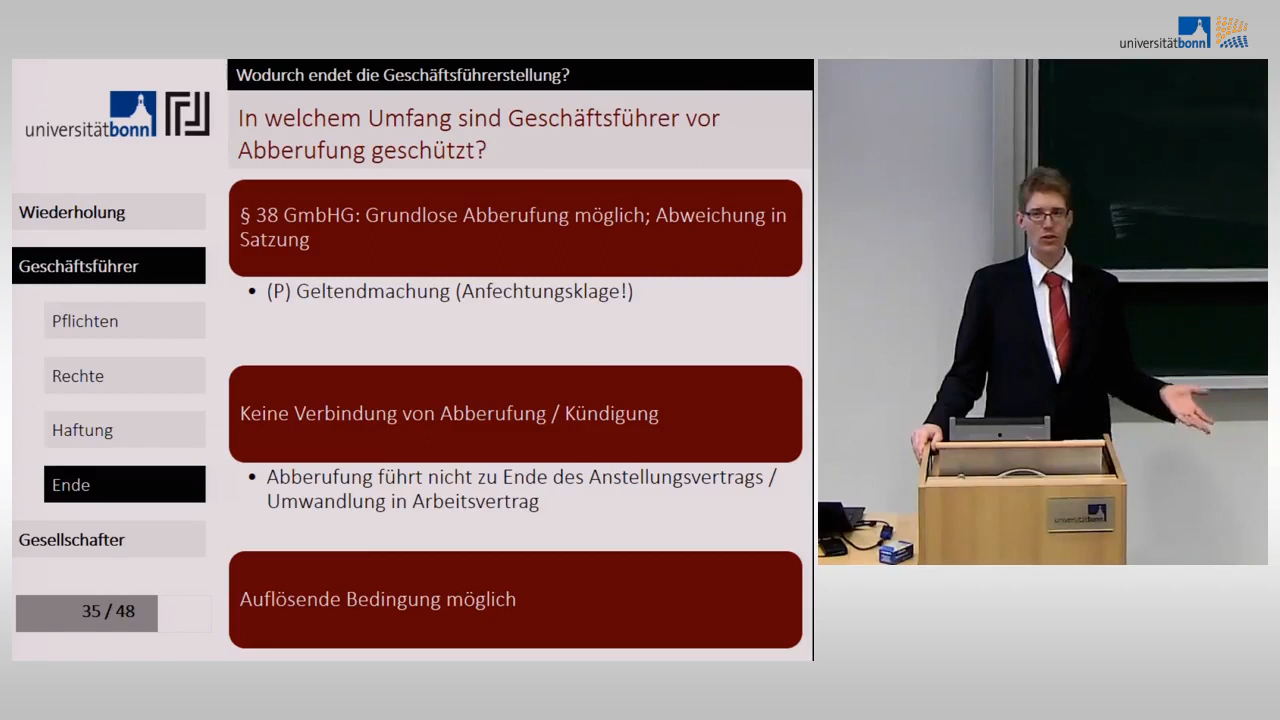 universitätbonn
Wodurch endet die Geschäftsführerstellung?
universitätbonn
In welchem Umfang sind Geschäftsführer vor
Abberufung geschützt?
Wiederholung
Geschäftsführer
Pflichten
Rechte
Haftung
Ende
Gesellschafter
35 / 48
§ 38 GmbHG: Grundlose Abberufung möglich; Abweichung in
Satzung
• (P) Geltendmachung (Anfechtungsklage!)
Keine Verbindung von Abberufung / Kündigung
• Abberufung führt nicht zu Ende des Anstellungsvertrags /
Umwandlung in Arbeitsvertrag
Auflösende Bedingung möglich
universitätbonn